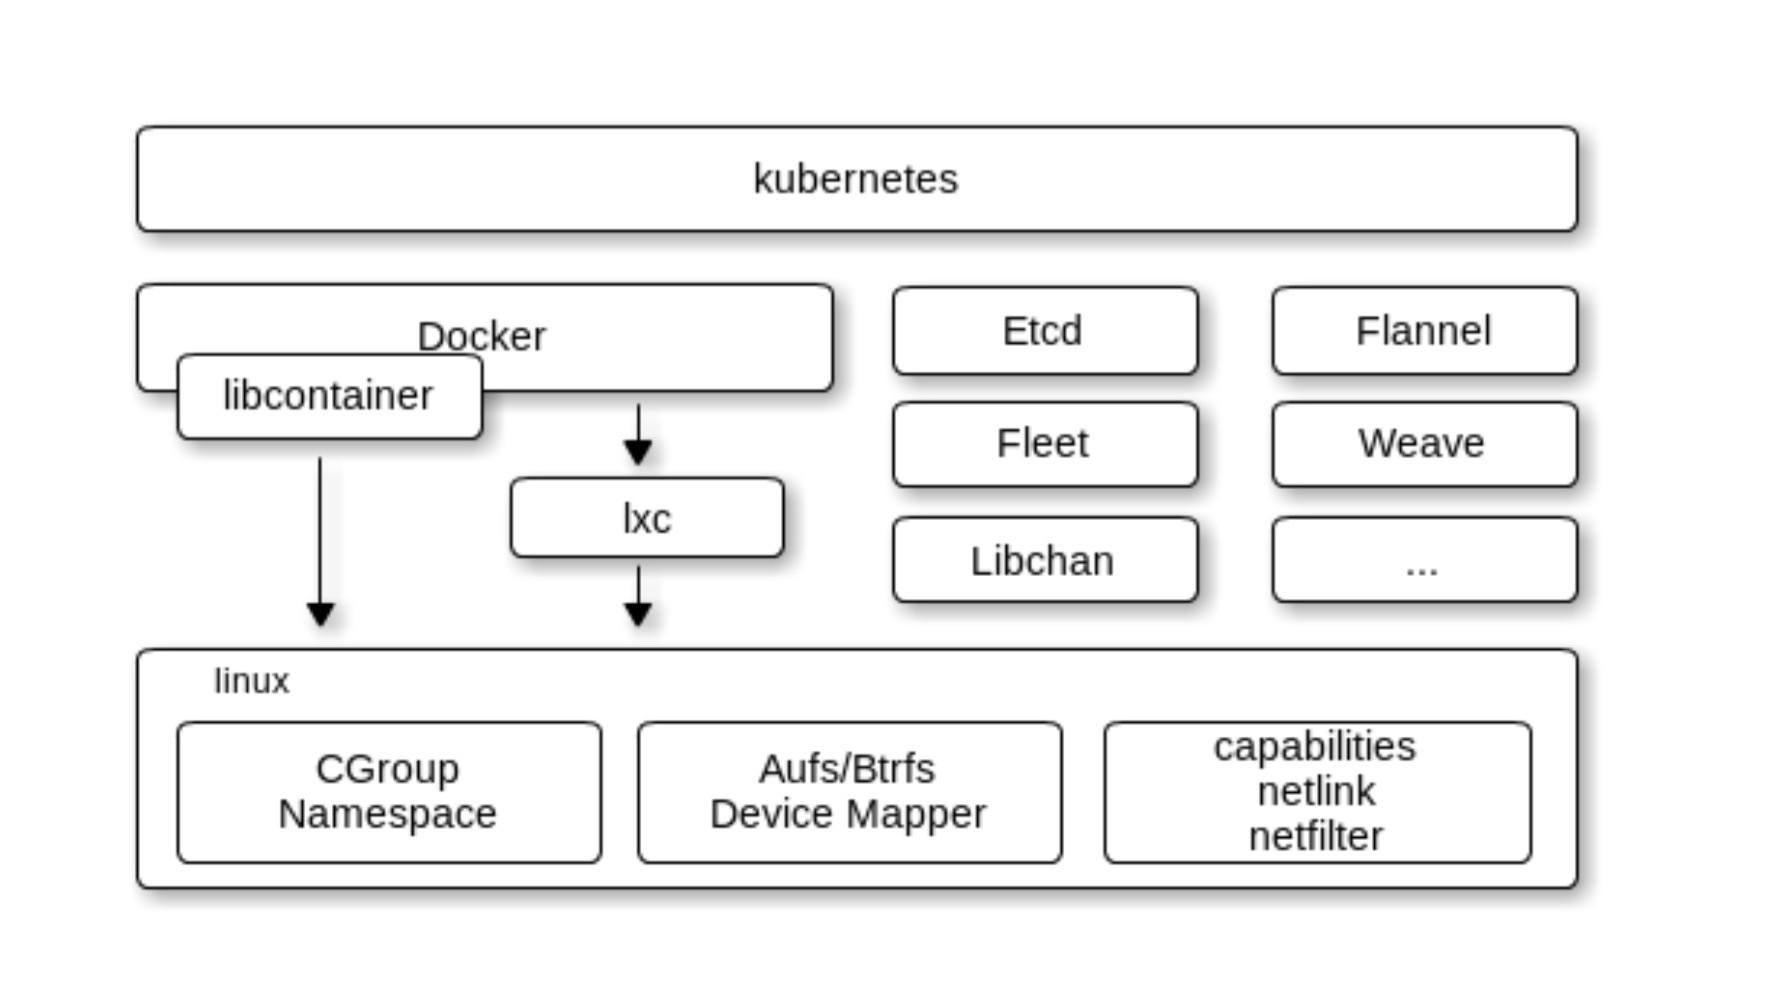 kubernetes
Docker
libcontainer
lxc
Etcd
Flannel
Fleet
Weave
Libchan
...
linux
CGroup
Namespace
Aufs/Btrfs
Device Mapper
capabilities
netlink
netfilter